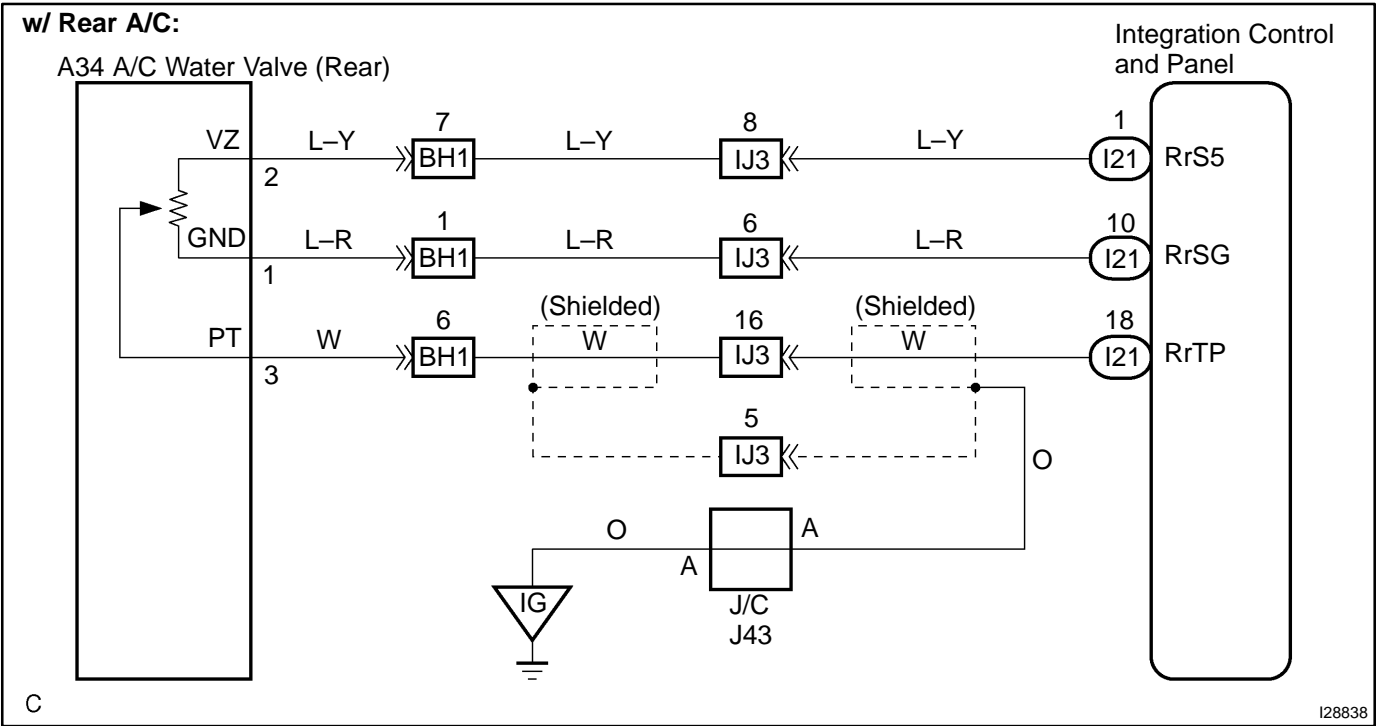 w/ Rear A/C:
Integration Control
and Panel
A34 A/C Water Valve (Rear)
VZ
2
L–Y
7
BH1
L–Y
8
IJ3
L–Y
1
I21
RrS5
GND
1
L–R
1
BH1
L–R
6
IJ3
L–R
10
I21
RrSG
(Shielded)
(Shielded)
PT
3
W
6
BH1
W
16
IJ3
W
18
I21
RrTP
5
IJ3
O
O
A
A
IG
J/C
J43
C
I28838